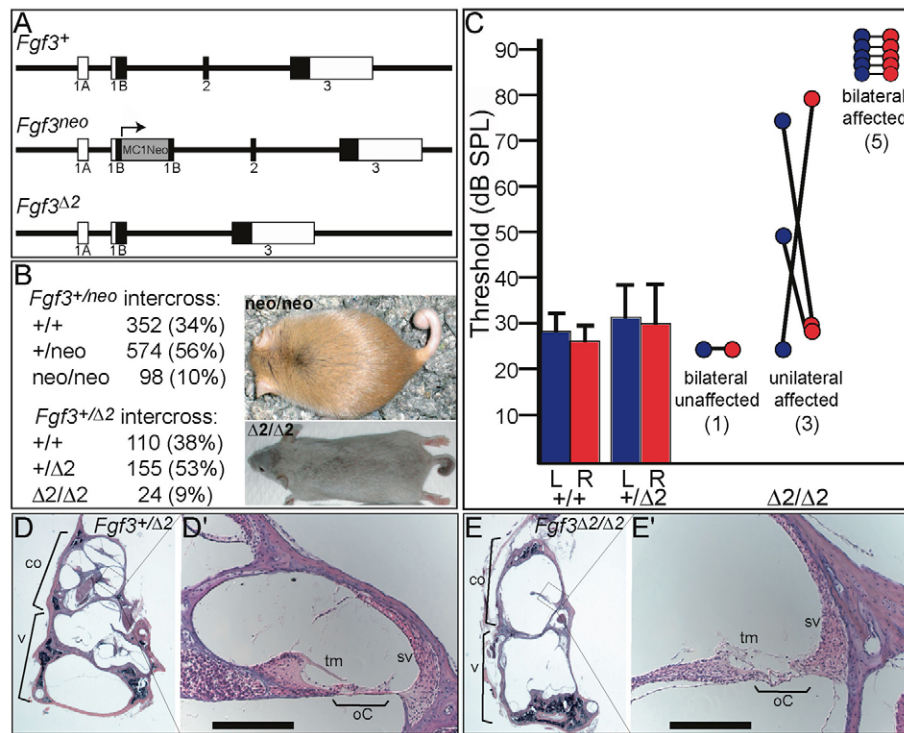 A
Fgf3+
1A 1B 2 3
Fgf3neo
MC1Neo
1A 1B 1B 2 3
Fgf3Δ2
1A 1B 3
B
Fgf3+/neo intercross:
+/+ 352 (34%)
+/neo 574 (56%)
neo/neo 98 (10%)
Fgf3+/Δ2 intercross:
+/+ 110 (38%)
+/Δ2 155 (53%)
Δ2/Δ2 24 (9%)
neo/neo
Δ2/Δ2
C
Threshold (dB SPL)
90
80
70
60
50
40
30
20
10
bilateral
affected
(5)
bilateral
unaffected
(1)
unilateral
affected
(3)
L R L R
+/+ +/Δ2 Δ2/Δ2
D Fgf3+/Δ2
co
v
D'
tm
sv
oC
E Fgf3Δ2/Δ2
co
v
E'
tm
sv
oC